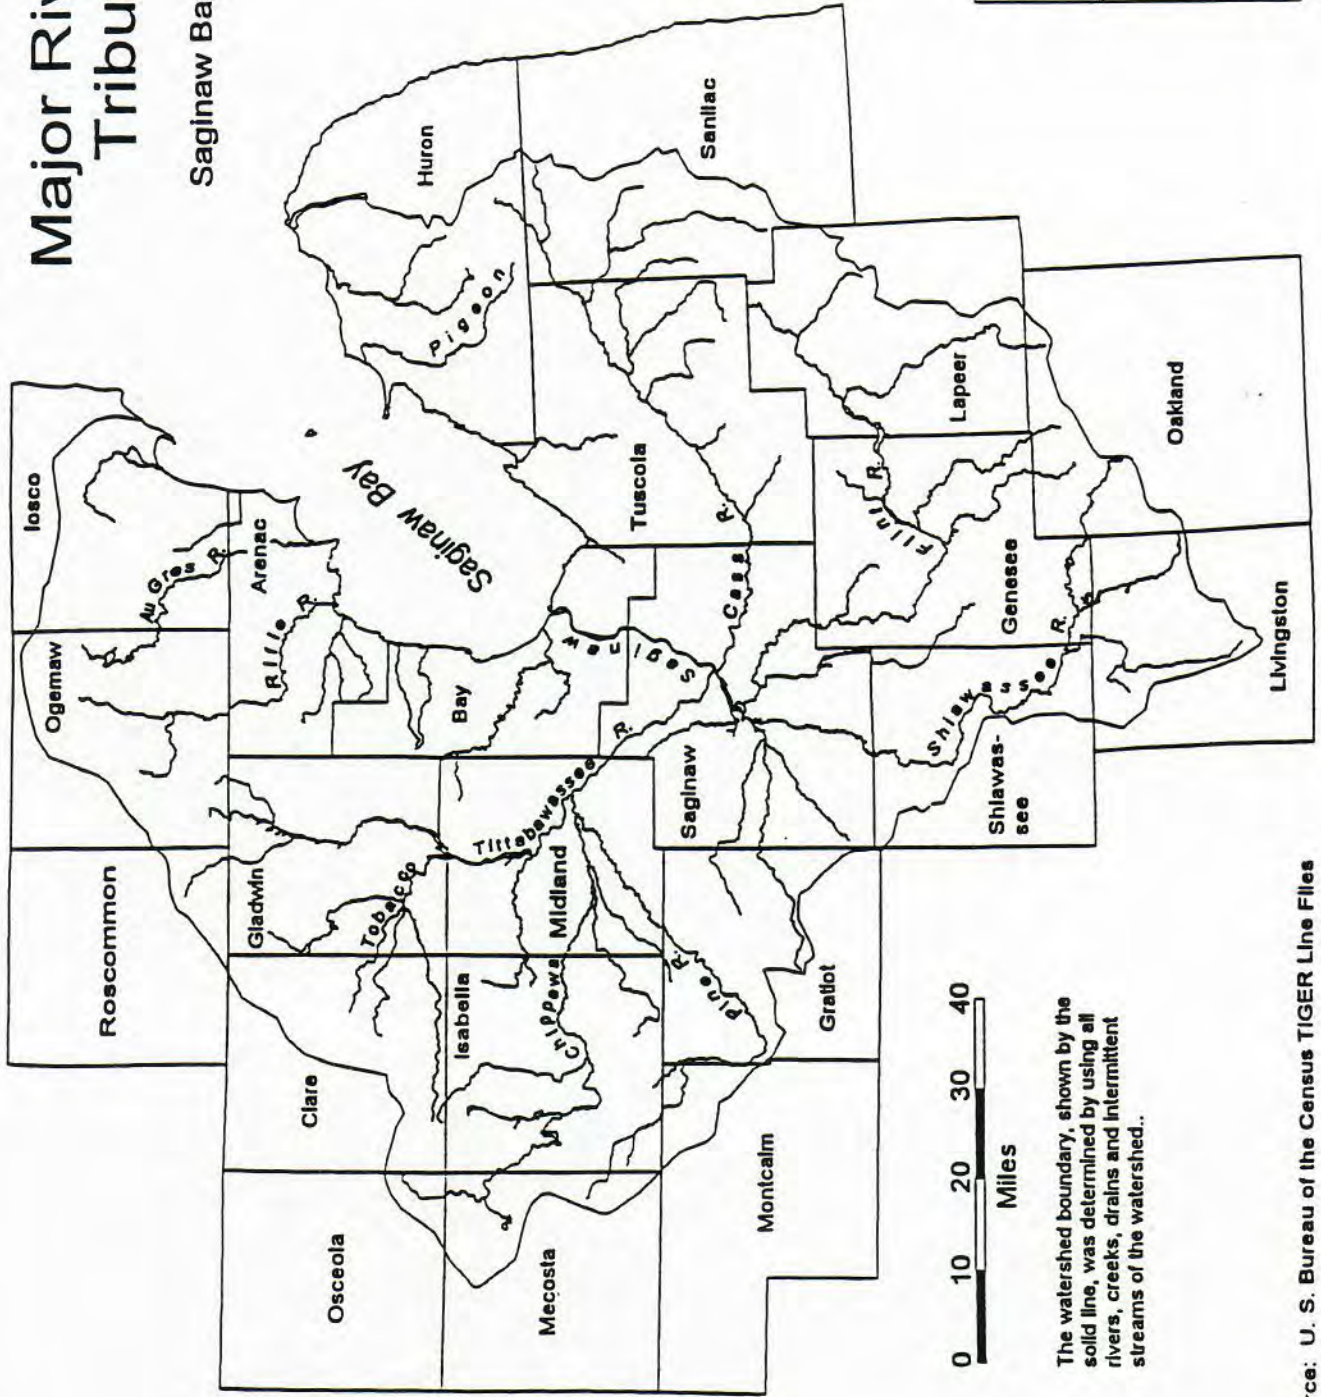 Major Riv
Tribu
Saginaw Ba
Iosco
Ogemaw
Roscommon
Au Gres R.
Arenac
Rifle R.
Gladwin
Clare
Osceola
Tobacco
Saginaw Bay
Huron
Pigeon
Sanilac
Tuscola
Bay
Saginaw
Tittabawassee R.
Midland
Isabella
Chippewa
Mecosta
Cass R.
Saginaw
Pine R.
Gratiot
Montcalm
Flint R.
Lapeer
Genesee
Shiawassee R.
Shiawas-
see
Oakland
Livingston
0 10 20 30 40
Miles
The watershed boundary, shown by the
solid line, was determined by using all
rivers, creeks, drains and intermittent
streams of the watershed..
rce: U. S. Bureau of the Census TIGER Line Files